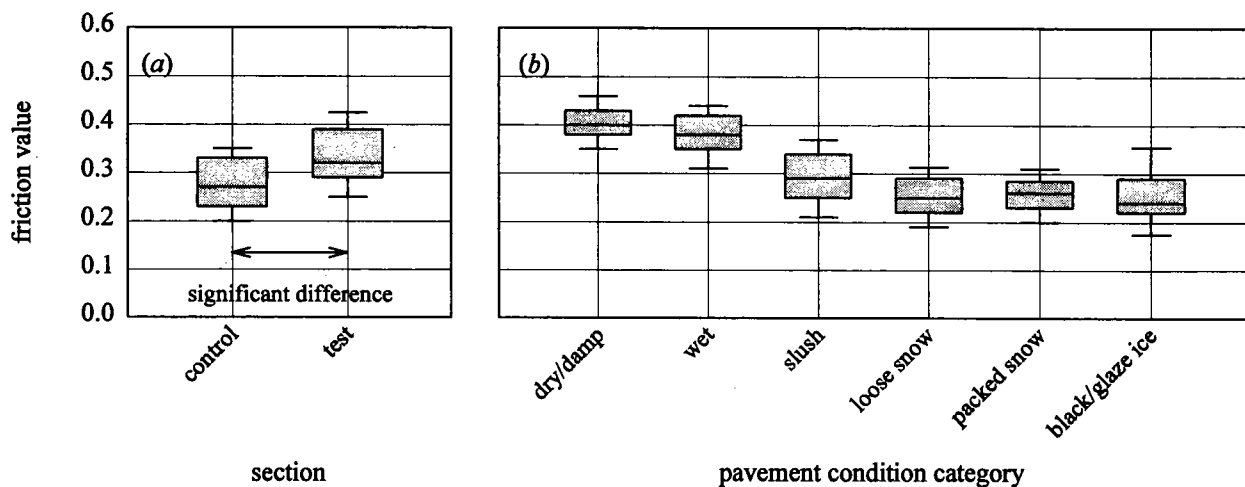 friction value
0.6
0.5
0.4
0.3
0.2
0.1
0.0
(a)
significant difference
control
test
section
(b)
dry/damp
wet
slush
loose snow
packed snow
black/glaze ice
pavement condition category